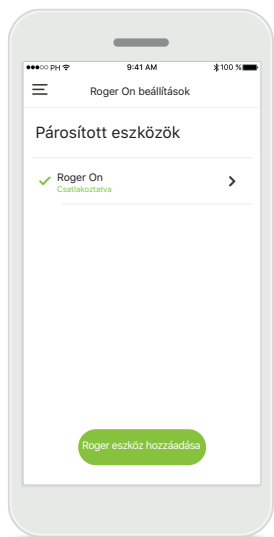 PH 9:41 AM 100 %
Roger On beállítások
Párosított eszközök
Roger On
Csatlakoztatva
Roger eszköz hozzáadása